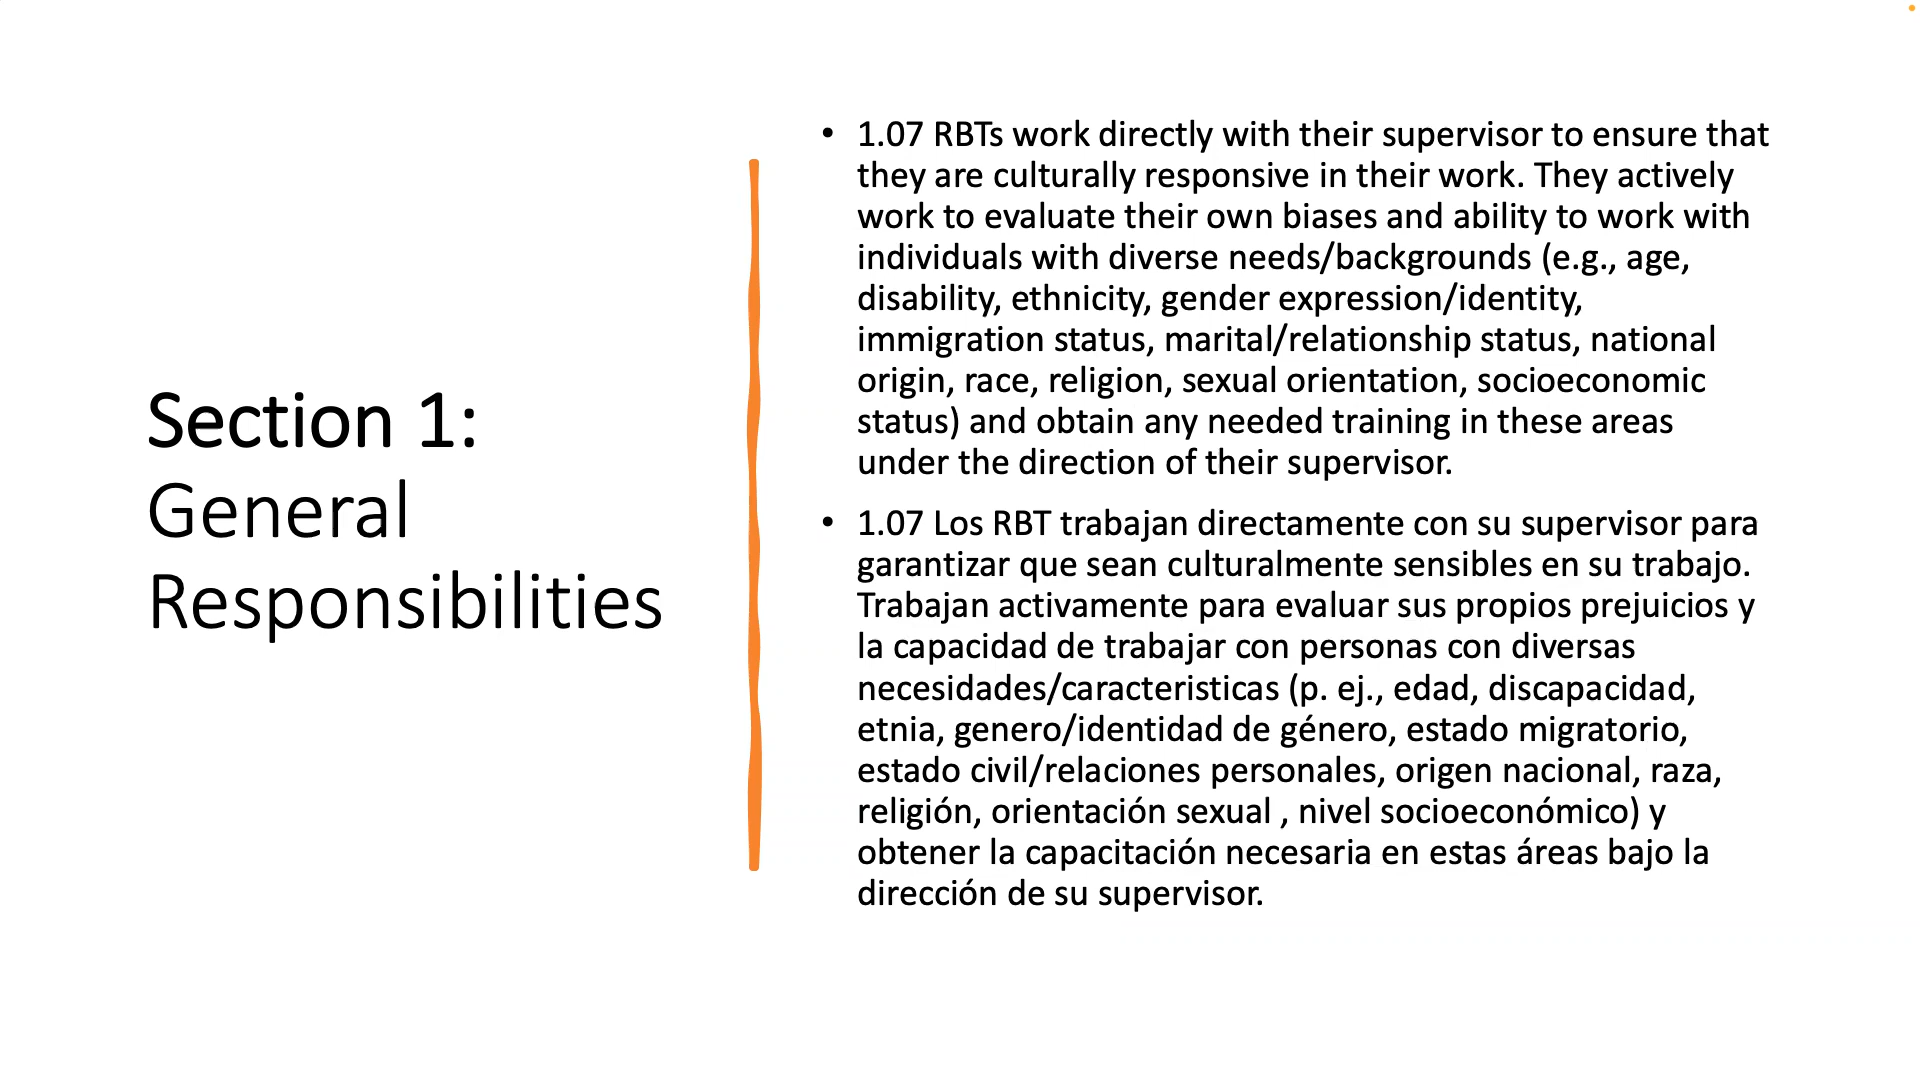 Section 1:
General
Responsibilities
• 1.07 RBTs work directly with their supervisor to ensure that
they are culturally responsive in their work. They actively
work to evaluate their own biases and ability to work with
individuals with diverse needs/backgrounds (e.g., age,
disability, ethnicity, gender expression/identity,
immigration status, marital/relationship status, national
origin, race, religion, sexual orientation, socioeconomic
status) and obtain any needed training in these areas
under the direction of their supervisor.
• 1.07 Los RBT trabajan directamente con su supervisor para
garantizar que sean culturalmente sensibles en su trabajo.
Trabajan activamente para evaluar sus propios prejuicios y
la capacidad de trabajar con personas con diversas
necesidades/caracteristicas (p. ej., edad, discapacidad,
etnia, genero/identidad de género, estado migratorio,
estado civil/relaciones personales, origen nacional, raza,
religión, orientación sexual , nivel socioeconómico) y
obtener la capacitación necesaria en estas áreas bajo la
dirección de su supervisor.